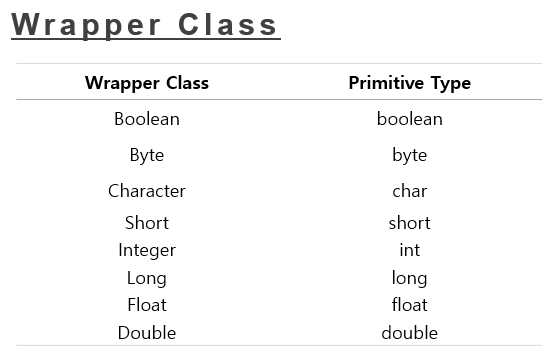 Wrapper Class
Wrapper Class Primitive Type
Boolean boolean
Byte byte
Character char
Short short
Integer int
Long long
Float float
Double double